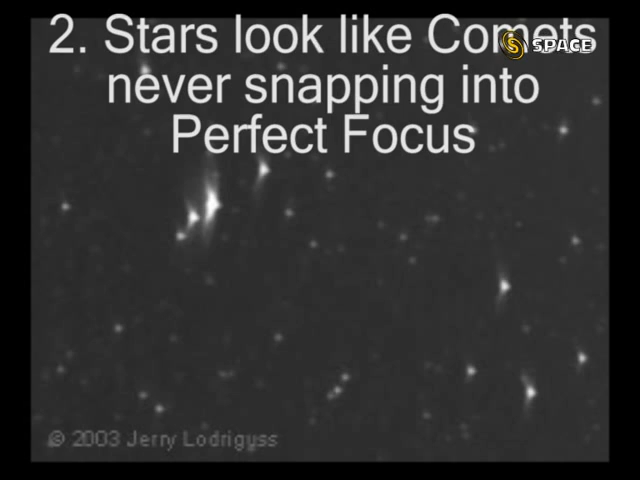 2. Stars look like Comets
SPACE
never snapping into
Perfect Focus
© 2003 Jerry Lodriguss